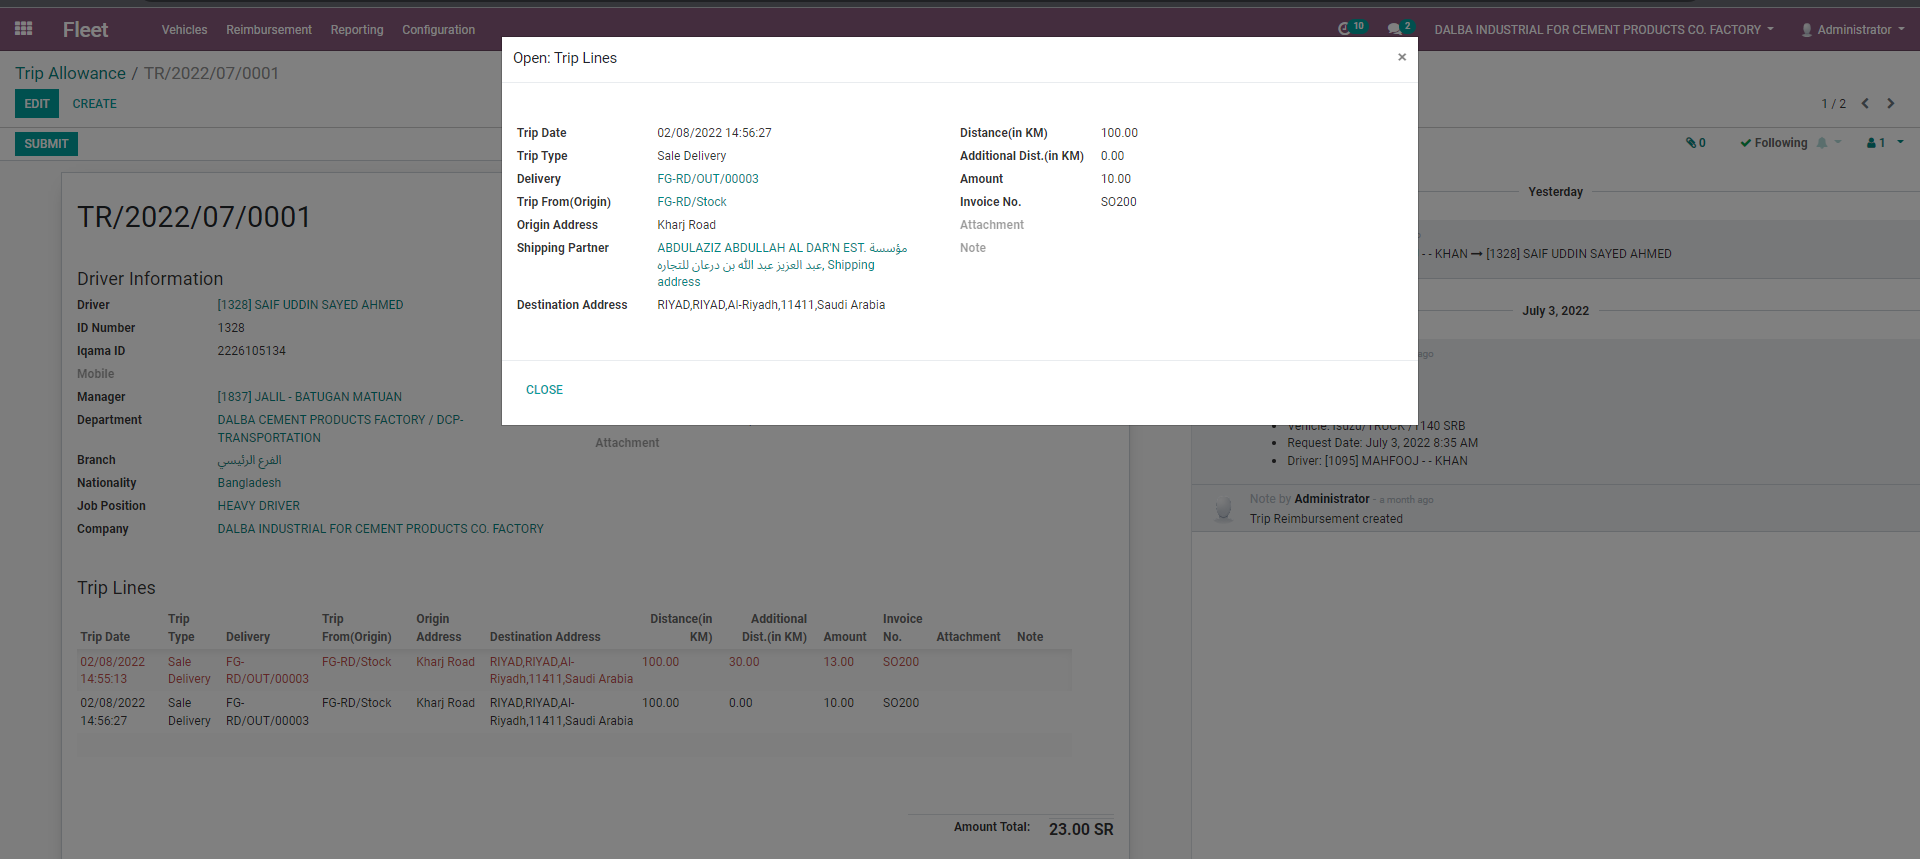 Fleet
Vehicles Reimbursement Reporting Configuration
10 2 DALBA INDUSTRIAL FOR CEMENT PRODUCTS CO. FACTORY Administrator
Trip Allowance / TR/2022/07/0001
EDIT CREATE
1 / 2
SUBMIT
0 Following 1
Open: Trip Lines ×
Trip Date 02/08/2022 14:56:27
Trip Type Sale Delivery
Delivery FG-RD/OUT/00003
Trip From(Origin) FG-RD/Stock
Origin Address Kharj Road
Shipping Partner ABDULAZIZ ABDULLAH AL DAR'N EST. مؤسسة
عبد العزيز عبد الله بن درعان للتجاره, Shipping
address
Destination Address RIYAD,RIYAD,Al-Riyadh,11411,Saudi Arabia
Distance(in KM) 100.00
Additional Dist.(in KM) 0.00
Amount 10.00
Invoice No. SO200
Attachment
Note
CLOSE
TR/2022/07/0001
Driver Information
Driver [1328] SAIF UDDIN SAYED AHMED
ID Number 1328
Iqama ID 2226105134
Mobile
Manager [1837] JALIL - BATUGAN MATUAN
Department DALBA CEMENT PRODUCTS FACTORY / DCP-
TRANSPORTATION
Branch الفرع الرئيسي
Nationality Bangladesh
Job Position HEAVY DRIVER
Company DALBA INDUSTRIAL FOR CEMENT PRODUCTS CO. FACTORY
Attachment
Trip Lines
Trip Date Trip Type Delivery Trip From(Origin) Origin Address Destination Address Distance(in KM) Additional Dist.(in KM) Amount Invoice No. Attachment Note
02/08/2022 Sale FG- FG-RD/Stock Kharj Road RIYAD,RIYAD,Al- 100.00 30.00 13.00 SO200
14:55:13 Delivery RD/OUT/00003 Riyadh,11411,Saudi Arabia
02/08/2022 Sale FG- FG-RD/Stock Kharj Road RIYAD,RIYAD,Al- 100.00 0.00 10.00 SO200
14:56:27 Delivery RD/OUT/00003 Riyadh,11411,Saudi Arabia
Amount Total: 23.00 SR
Yesterday
- - KHAN → [1328] SAIF UDDIN SAYED AHMED
July 3, 2022
ago
Vehicle: Isuzu/TRUCK /1140 SRB
Request Date: July 3, 2022 8:35 AM
Driver: [1095] MAHFOOJ - - KHAN
Note by Administrator - a month ago
Trip Reimbursement created